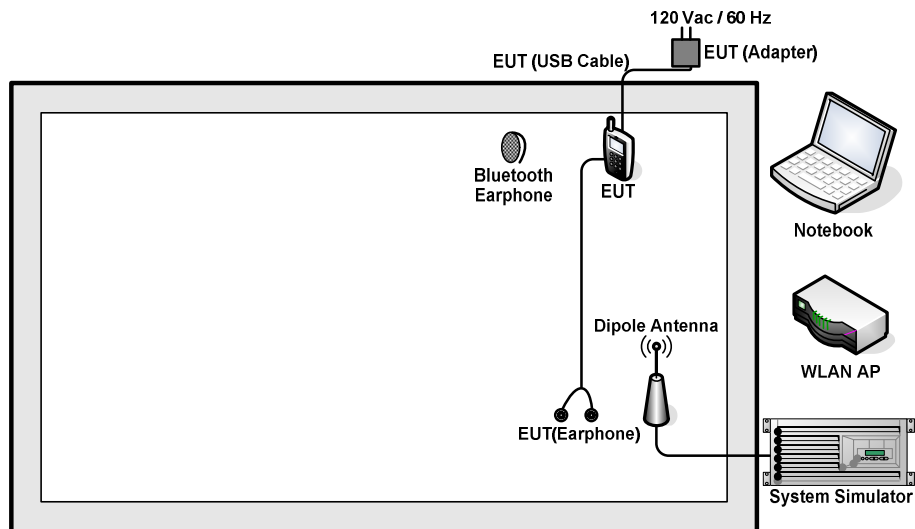 120 Vac / 60 Hz
EUT (Adapter)
EUT (USB Cable)
Bluetooth
Earphone
EUT
Notebook
Dipole Antenna
WLAN AP
EUT(Earphone)
System Simulator